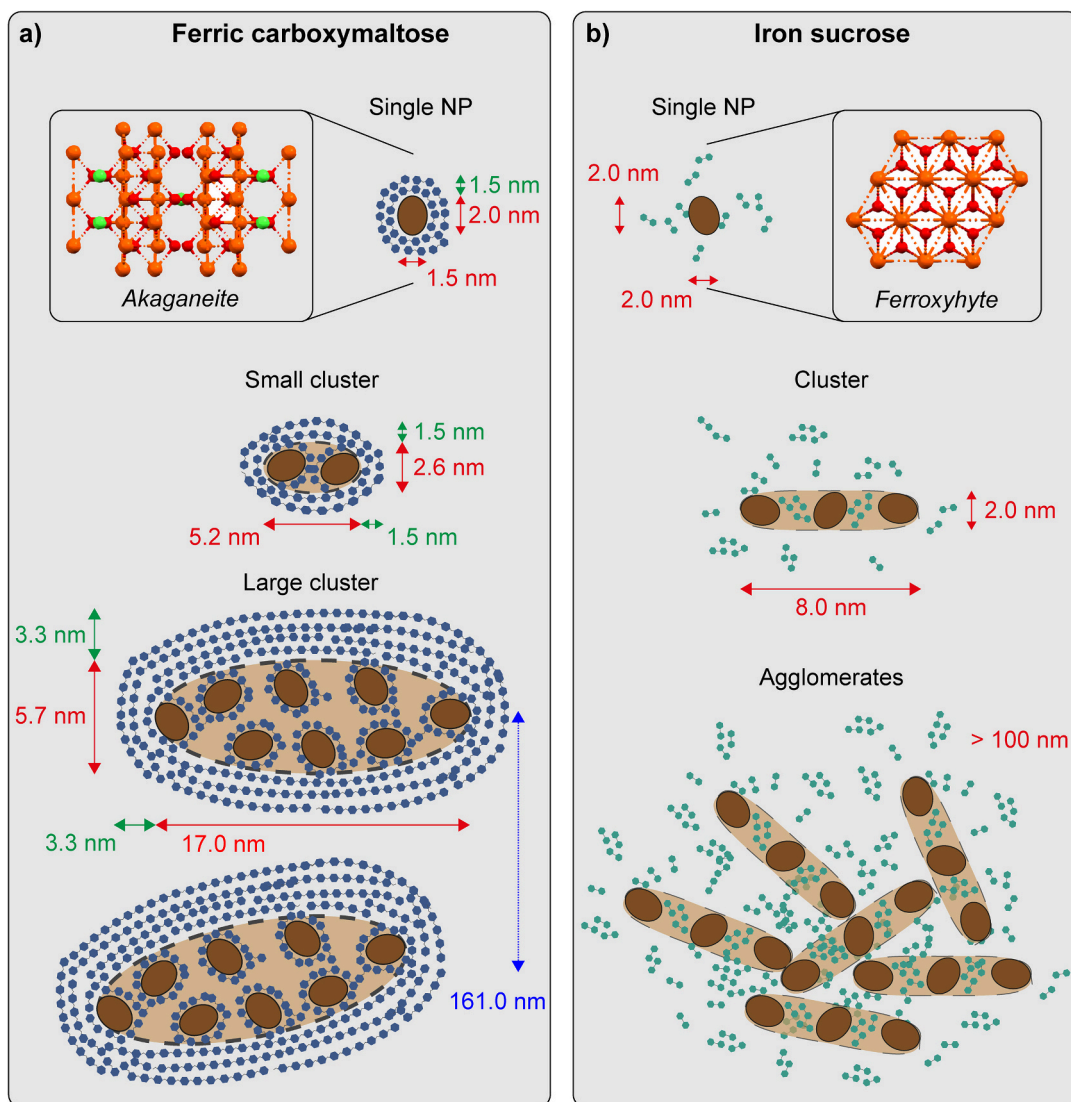 a)
Ferric carboxymaltose
Single NP
1.5 nm
2.0 nm
1.5 nm
Akaganeite
Small cluster
1.5 nm
2.6 nm
5.2 nm
1.5 nm
Large cluster
3.3 nm
5.7 nm
3.3 nm
17.0 nm
161.0 nm
b)
Iron sucrose
Single NP
2.0 nm
2.0 nm
Ferroxyhyte
Cluster
2.0 nm
8.0 nm
Agglomerates
> 100 nm